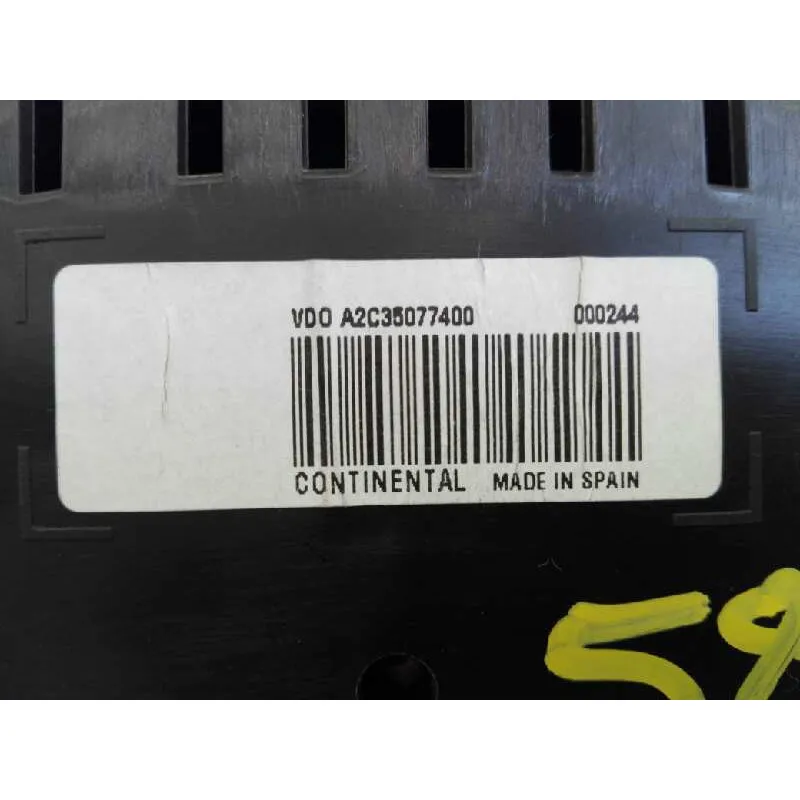 VDO A2C35077400 000244
CONTINENTAL MADE IN SPAIN